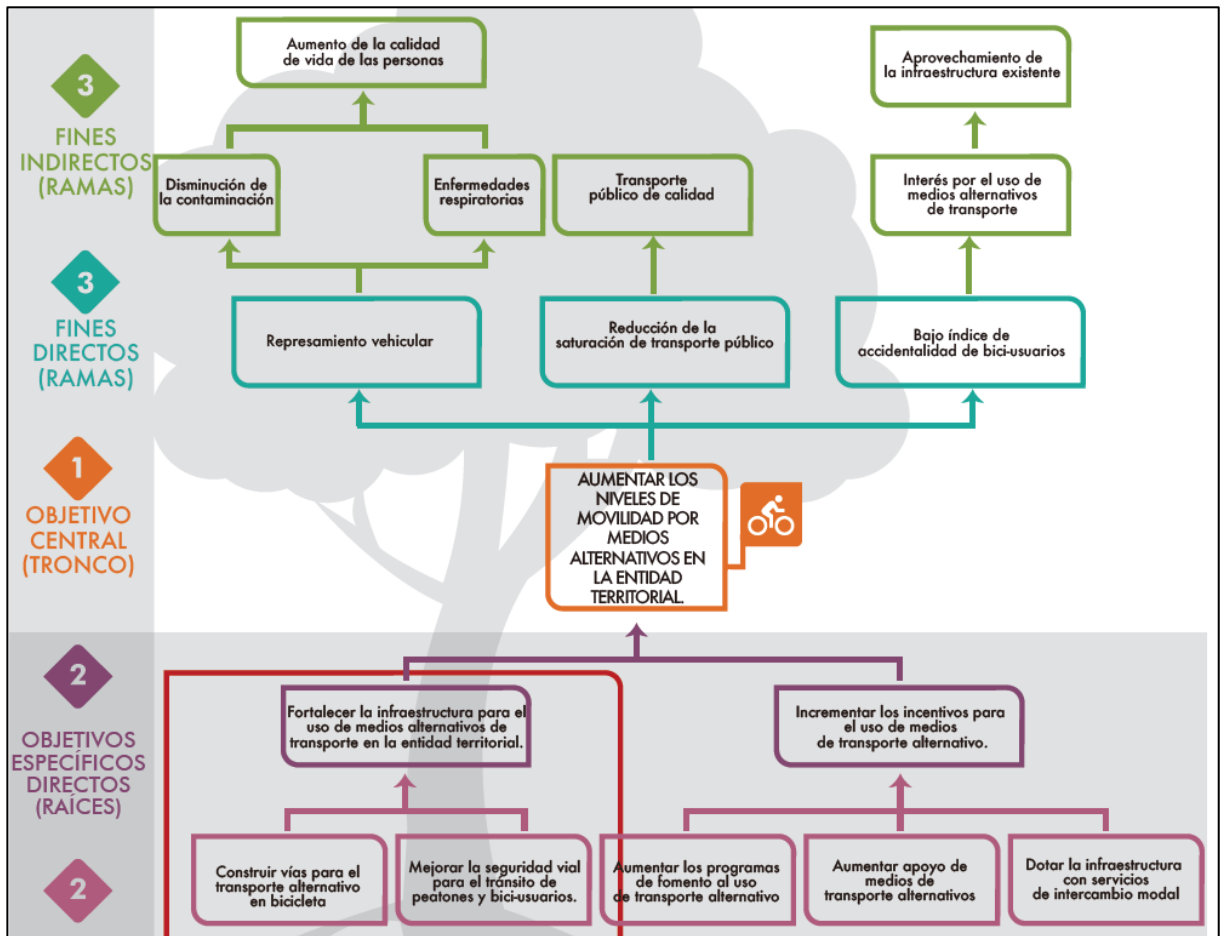 3
FINES
INDIRECTOS
(RAMAS)
Aumento de la calidad
de vida de las personas
Aprovechamiento de
la infraestructura existente
Disminución de
la contaminación
Enfermedades
respiratorias
Transporte
público de calidad
Interés por el uso de
medios alternativos
de transporte
3
FINES
DIRECTOS
(RAMAS)
Represamiento vehicular
Reducción de la
saturación de transporte público
Bajo índice de
accidentalidad de bici-usuarios
1
OBJETIVO
CENTRAL
(TRONCO)
AUMENTAR LOS
NIVELES DE
MOVILIDAD POR
MEDIOS
ALTERNATIVOS EN
LA ENTIDAD
TERRITORIAL.
2
OBJETIVOS
ESPECÍFICOS
DIRECTOS
(RAÍCES)
Fortalecer la infraestructura para el
uso de medios alternativos de
transporte en la entidad territorial.
Incrementar los incentivos para
el uso de medios
de transporte alternativo.
2
Construir vías para el
transporte alternativo
en bicicleta
Mejorar la seguridad vial
para el tránsito de
peatones y bici-usuarios.
Aumentar los programas
de fomento al uso
de transporte alternativo
Aumentar apoyo de
medios de
transporte alternativos
Dotar la infraestructura
con servicios
de intercambio modal